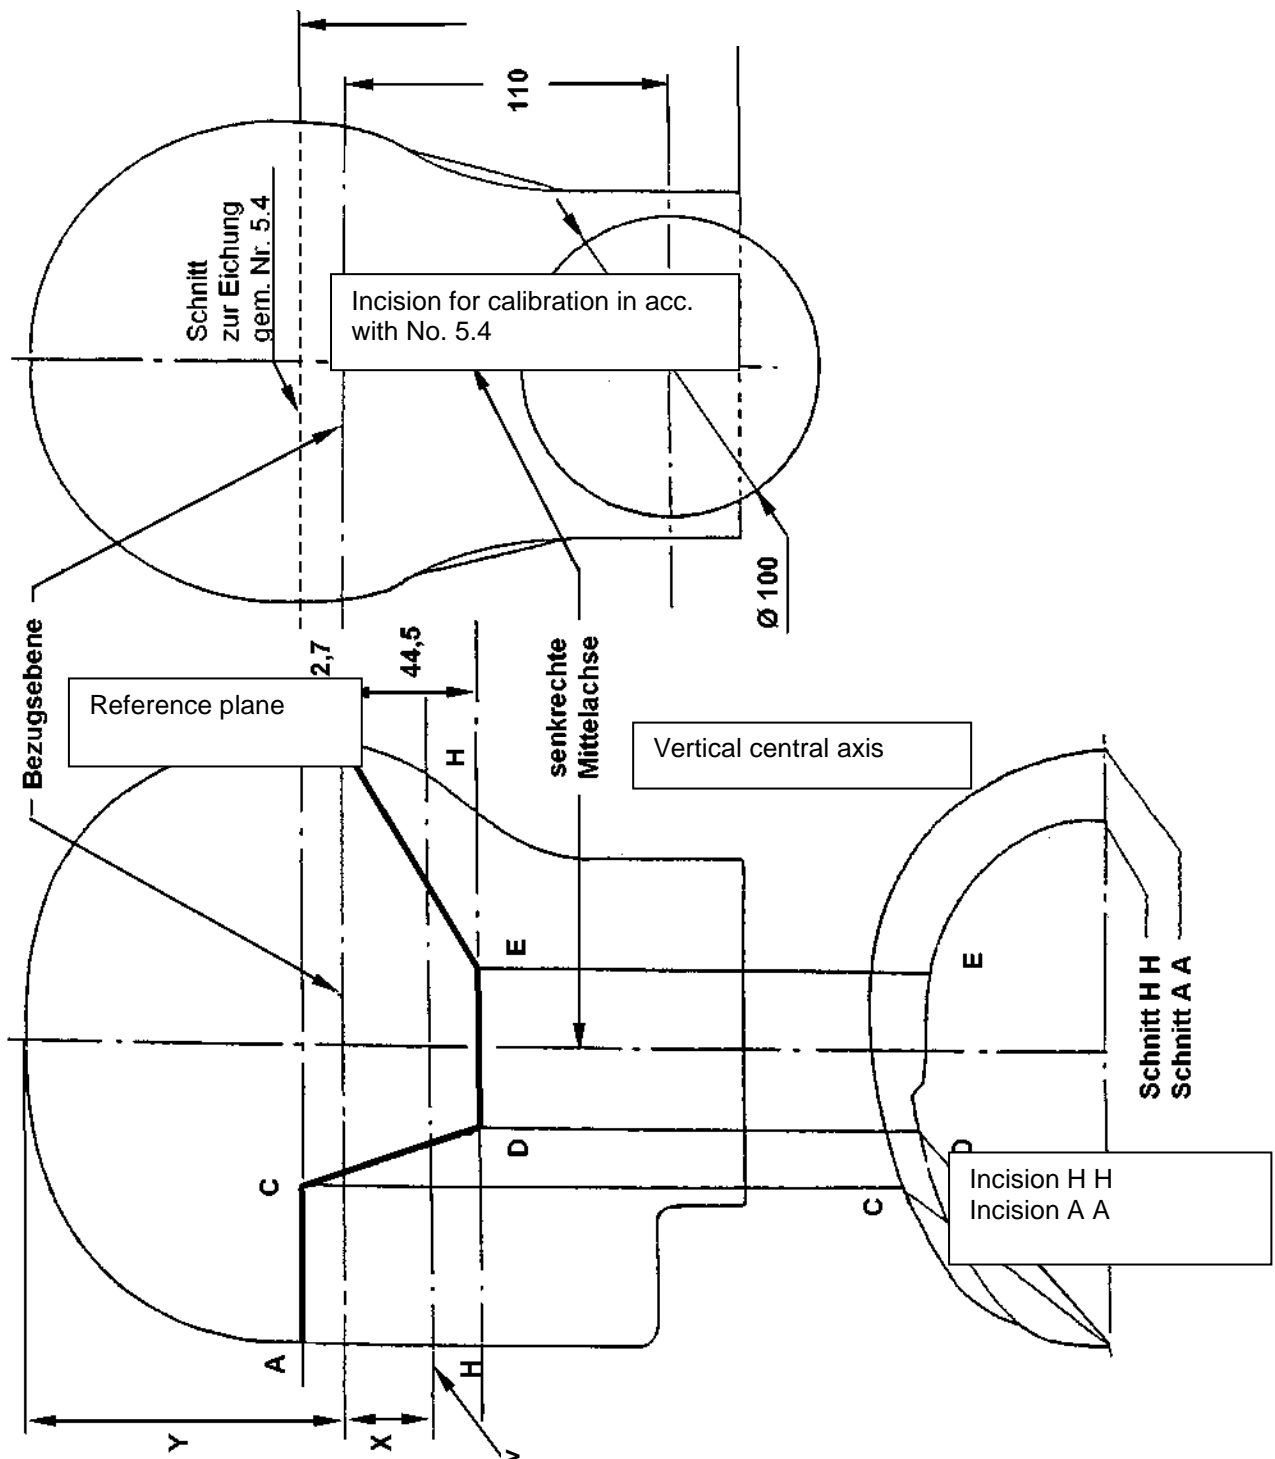 110
Schnitt
zur Eichung
gem. Nr. 5.4
Incision for calibration in acc.
with No. 5.4
Ø 100
Bezugsebene
2,7
44,5
Reference plane
H
senkrechte
Mittelachse
Vertical central axis
E
E
Schnitt H H
Schnitt A A
C
D
C
Incision H H
Incision A A
A
H
Y
X